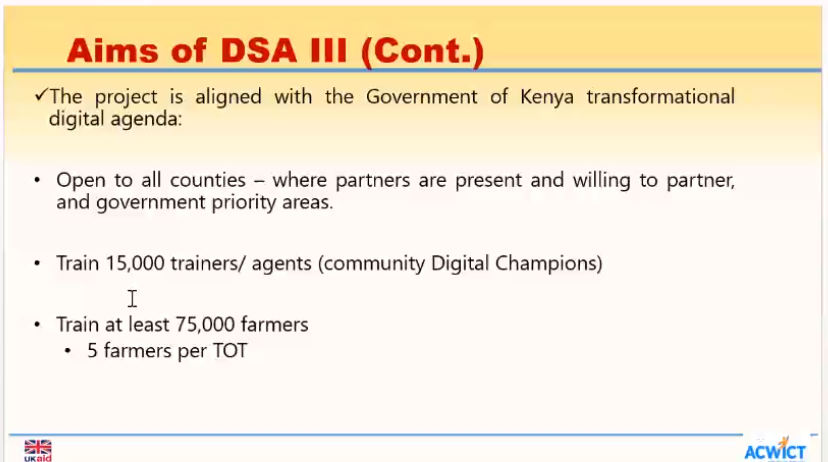 Aims of DSA III (Cont.)
✓The project is aligned with the Government of Kenya transformational
digital agenda:
• Open to all counties – where partners are present and willing to partner,
and government priority areas.
• Train 15,000 trainers/ agents (community Digital Champions)
• Train at least 75,000 farmers
• 5 farmers per TOT
UKaid
ACWICT